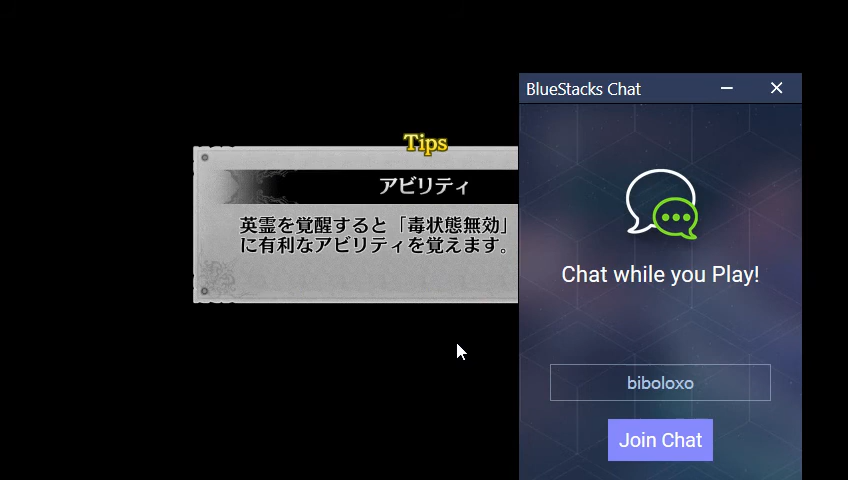 BlueStacks Chat
Tips
アビリティ
英霊を覚醒すると「毒状態無効」
に有利なアビリティを覚えます。
Chat while you Play!
biboloxo
Join Chat